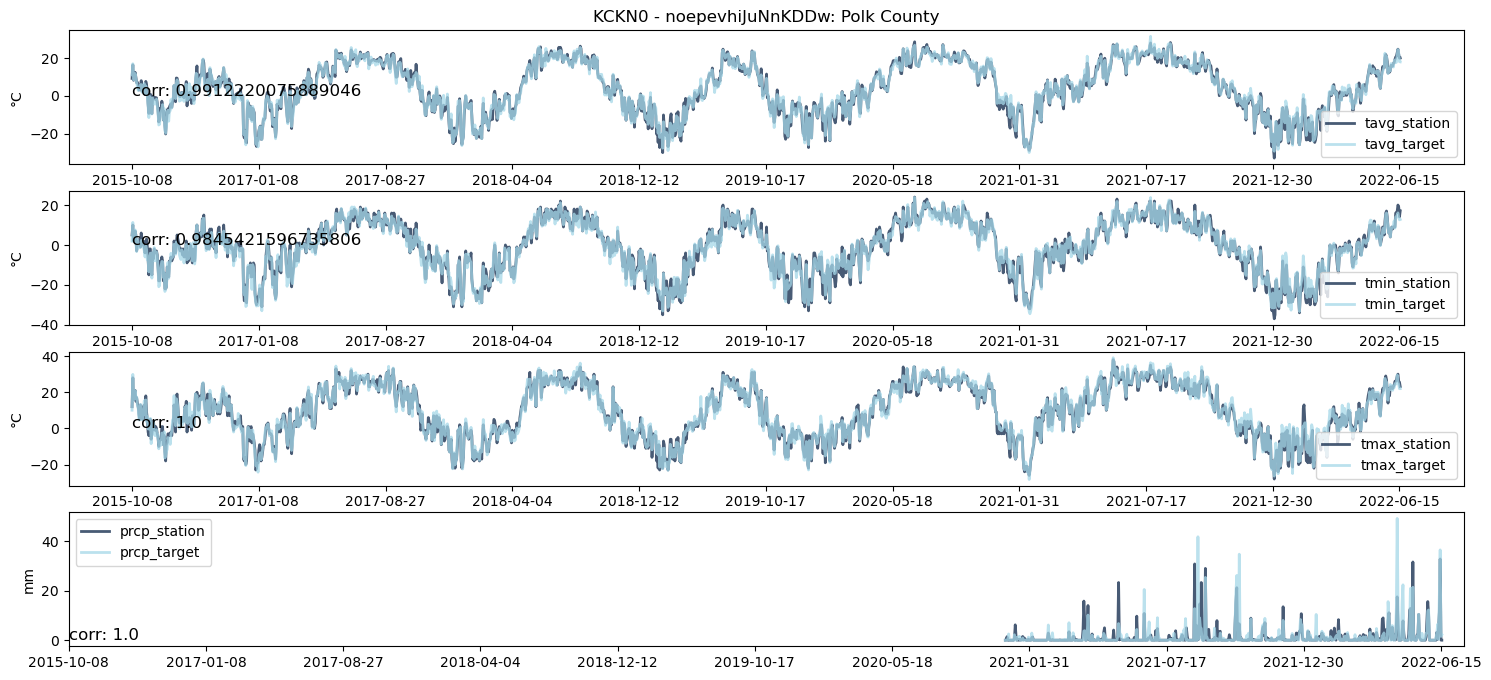 KCKN0 - noepevhiJuNnKDDw: Polk County
20
0
−20
°C
corr: 0.9912220075889046
tavg_station
tavg_target
2015-10-08 2017-01-08 2017-08-27 2018-04-04 2018-12-12 2019-10-17 2020-05-18 2021-01-31 2021-07-17 2021-12-30 2022-06-15
20
0
−20
−40
°C
corr: 0.9845421596735806
tmin_station
tmin_target
2015-10-08 2017-01-08 2017-08-27 2018-04-04 2018-12-12 2019-10-17 2020-05-18 2021-01-31 2021-07-17 2021-12-30 2022-06-15
40
20
0
−20
°C
corr: 1.0
tmax_station
tmax_target
2015-10-08 2017-01-08 2017-08-27 2018-04-04 2018-12-12 2019-10-17 2020-05-18 2021-01-31 2021-07-17 2021-12-30 2022-06-15
prcp_station
prcp_target
40
20
0
mm
corr: 1.0
2015-10-08 2017-01-08 2017-08-27 2018-04-04 2018-12-12 2019-10-17 2020-05-18 2021-01-31 2021-07-17 2021-12-30 2022-06-15